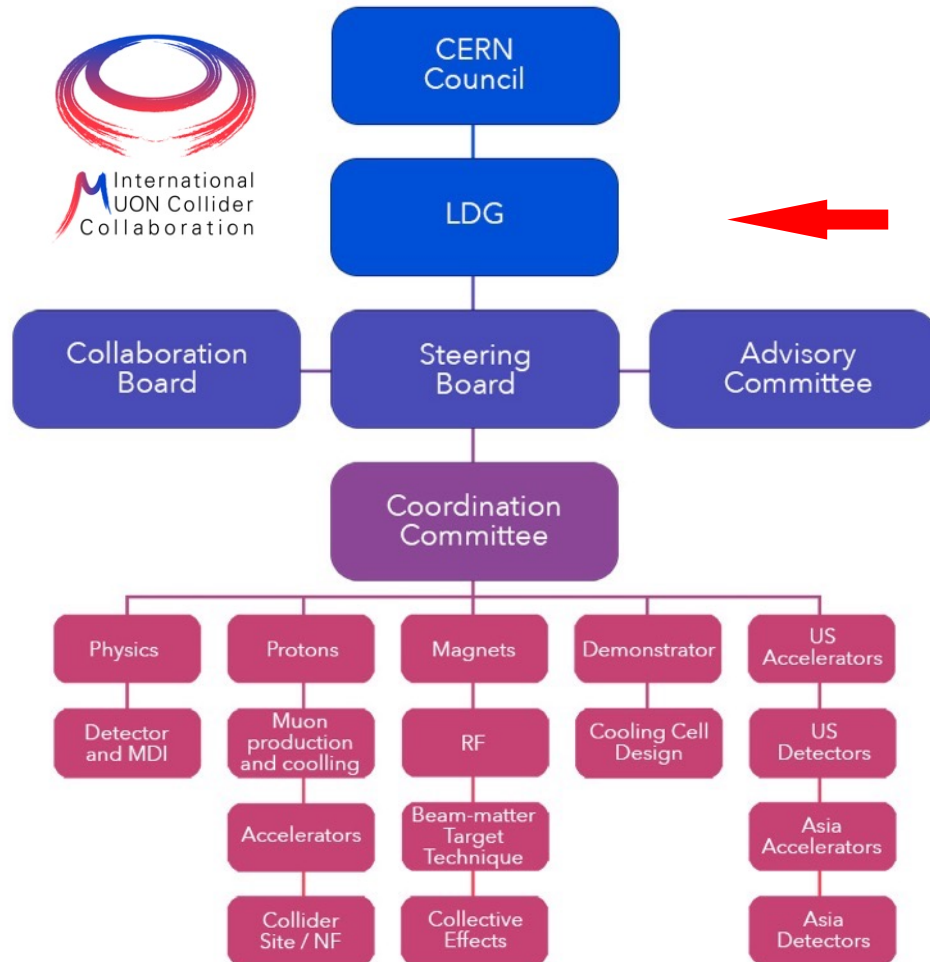 CERN
Council
International
MUON Collider
Collaboration
LDG
Collaboration
Board
Steering
Board
Advisory
Committee
Coordination
Committee
Physics
Protons
Magnets
Demonstrator
US
Accelerators
Detector
and MDI
Muon
production
and coolling
RF
Cooling Cell
Design
US
Detectors
Accelerators
Beam-matter
Target
Technique
Asia
Accelerators
Collider
Site / NF
Collective
Effects
Asia
Detectors